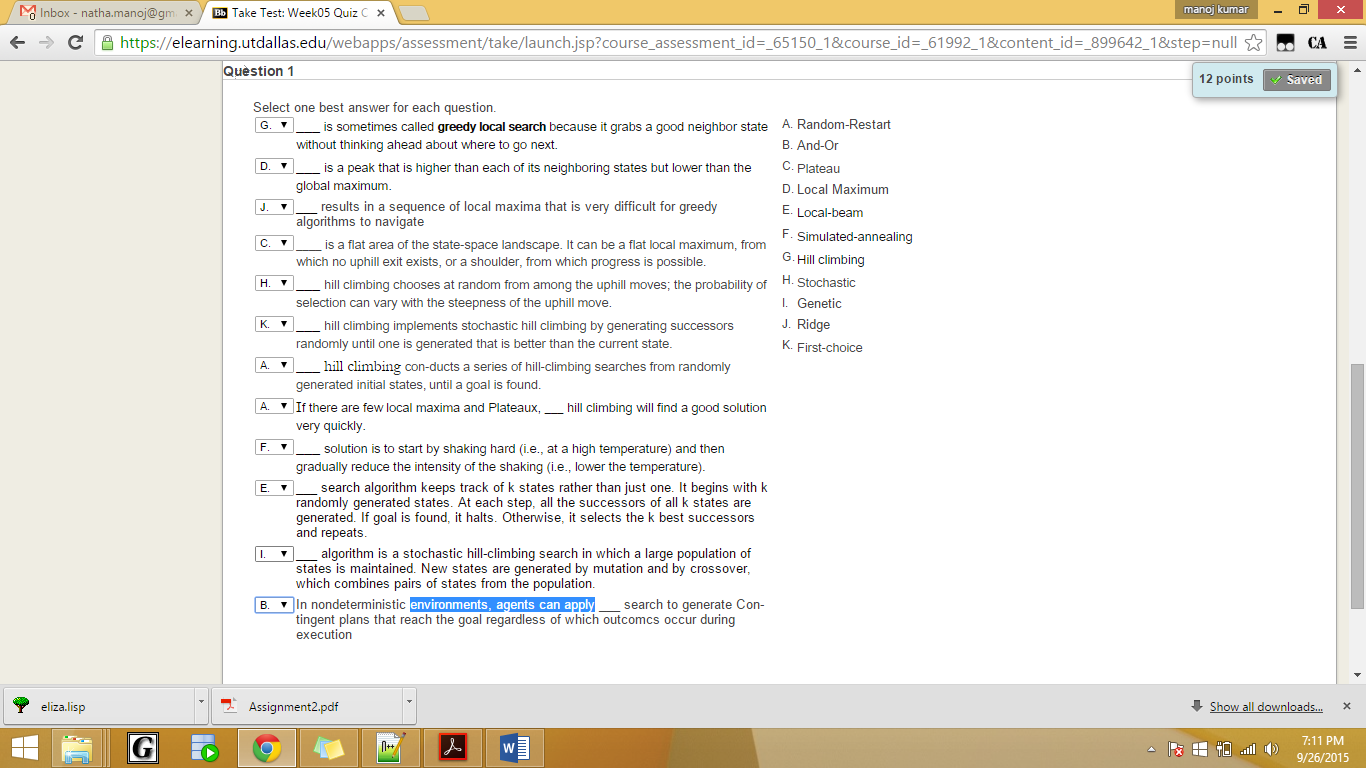 Inbox - natha.manoj@gm
Bb Take Test: Week05 Quiz C
manoj kumar
https://elearning.utdallas.edu/webapps/assessment/take/launch.jsp?course_assessment_id=_65150_1&course_id=_61992_1&content_id=_899642_1&step=null
CA
Question 1
12 points
Saved
Select one best answer for each question.
G. ____ is sometimes called greedy local search because it grabs a good neighbor state
without thinking ahead about where to go next.
D. ____ is a peak that is higher than each of its neighboring states but lower than the
global maximum.
J. ___ results in a sequence of local maxima that is very difficult for greedy
algorithms to navigate
C. ____ is a flat area of the state-space landscape. It can be a flat local maximum, from
which no uphill exit exists, or a shoulder, from which progress is possible.
H. ____ hill climbing chooses at random from among the uphill moves; the probability of
selection can vary with the steepness of the uphill move.
K. ____ hill climbing implements stochastic hill climbing by generating successors
randomly until one is generated that is better than the current state.
A. ____ hill climbing con-ducts a series of hill-climbing searches from randomly
generated initial states, until a goal is found.
A. If there are few local maxima and Plateaux, ___ hill climbing will find a good solution
very quickly.
F. ____ solution is to start by shaking hard (i.e., at a high temperature) and then
gradually reduce the intensity of the shaking (i.e., lower the temperature).
E. ___ search algorithm keeps track of k states rather than just one. It begins with k
randomly generated states. At each step, all the successors of all k states are
generated. If goal is found, it halts. Otherwise, it selects the k best successors
and repeats.
I. ___ algorithm is a stochastic hill-climbing search in which a large population of
states is maintained. New states are generated by mutation and by crossover,
which combines pairs of states from the population.
B. In nondeterministic environments, agents can apply ___ search to generate Con-
tingent plans that reach the goal regardless of which outcomcs occur during
execution
A. Random-Restart
B. And-Or
C. Plateau
D. Local Maximum
E. Local-beam
F. Simulated-annealing
G. Hill climbing
H. Stochastic
I. Genetic
J. Ridge
K. First-choice
eliza.lisp
Assignment2.pdf
Show all downloads...
7:11 PM
9/26/2015